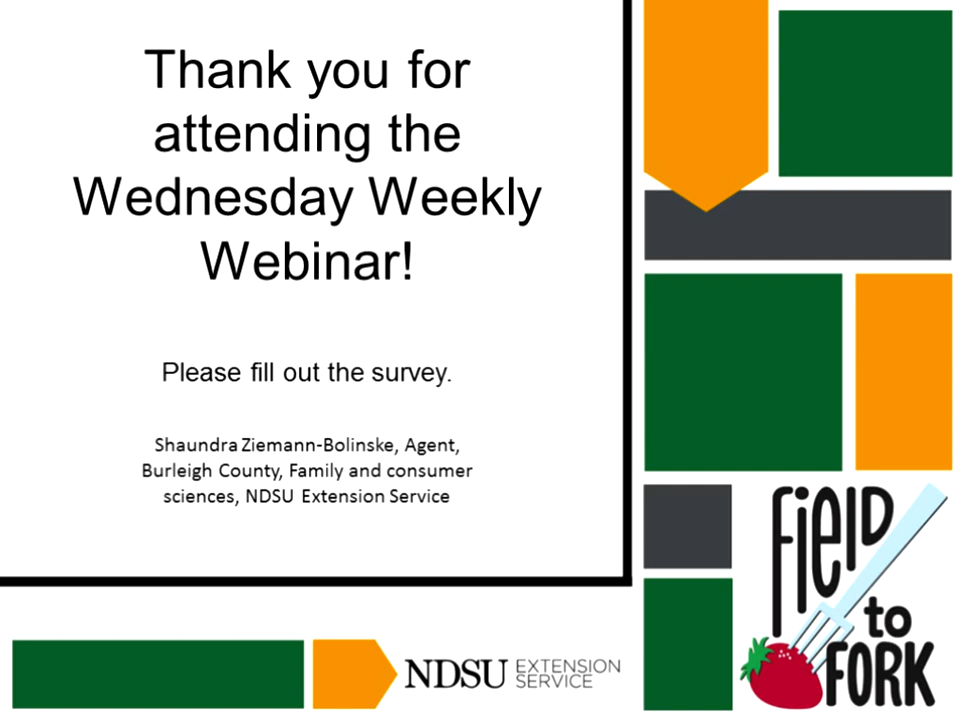 Thank you for
attending the
Wednesday Weekly
Webinar!
Please fill out the survey.
Shaundra Ziemann-Bolinske, Agent,
Burleigh County, Family and consumer
sciences, NDSU Extension Service
NDSU EXTENSION
SERVICE
field
to
FORK